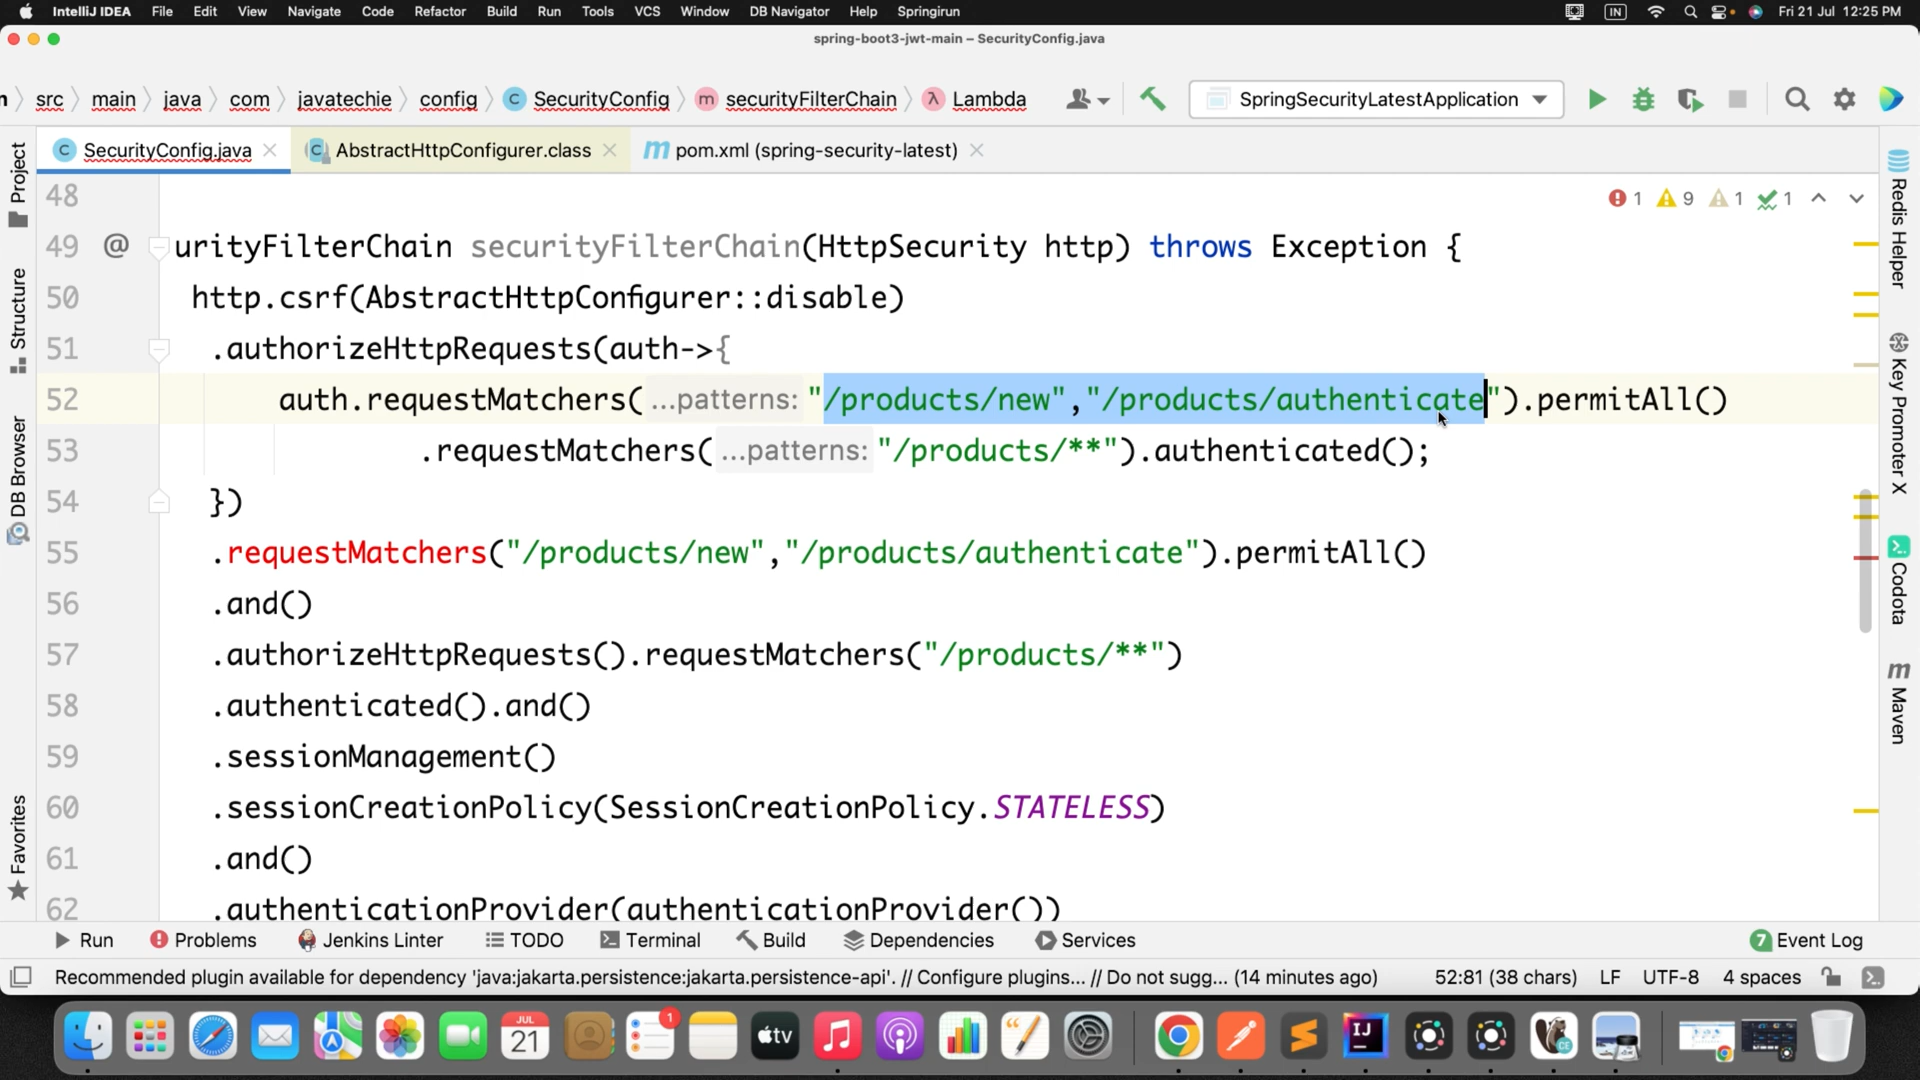 IntelliJ IDEA File Edit View Navigate Code Refactor Build Run Tools VCS Window DB Navigator Help Springirun IN Fri 21 Jul 12:25 PM
spring-boot3-jwt-main – SecurityConfig.java
n src main java com javatechie config C SecurityConfig m securityFilterChain λ Lambda SpringSecurityLatestApplication
C SecurityConfig.java C AbstractHttpConfigurer.class m pom.xml (spring-security-latest)
Project
Structure
DB Browser
Favorites
48 1 9 1 1
49 @ urityFilterChain securityFilterChain(HttpSecurity http) throws Exception {
50 http.csrf(AbstractHttpConfigurer::disable)
51 .authorizeHttpRequests(auth->{
52 auth.requestMatchers( ...patterns: "/products/new","/products/authenticate").permitAll()
53 .requestMatchers( ...patterns: "/products/**").authenticated();
54 })
55 .requestMatchers("/products/new","/products/authenticate").permitAll()
56 .and()
57 .authorizeHttpRequests().requestMatchers("/products/**")
58 .authenticated().and()
59 .sessionManagement()
60 .sessionCreationPolicy(SessionCreationPolicy.STATELESS)
61 .and()
62 .authenticationProvider(authenticationProvider())
Redis Helper
Key Promoter X
Codota
m Maven
Run Problems Jenkins Linter TODO Terminal Build Dependencies Services 7 Event Log
Recommended plugin available for dependency 'java:jakarta.persistence:jakarta.persistence-api'. // Configure plugins... // Do not sugg... (14 minutes ago) 52:81 (38 chars) LF UTF-8 4 spaces
JUL
21
1
tv
IJ
CE